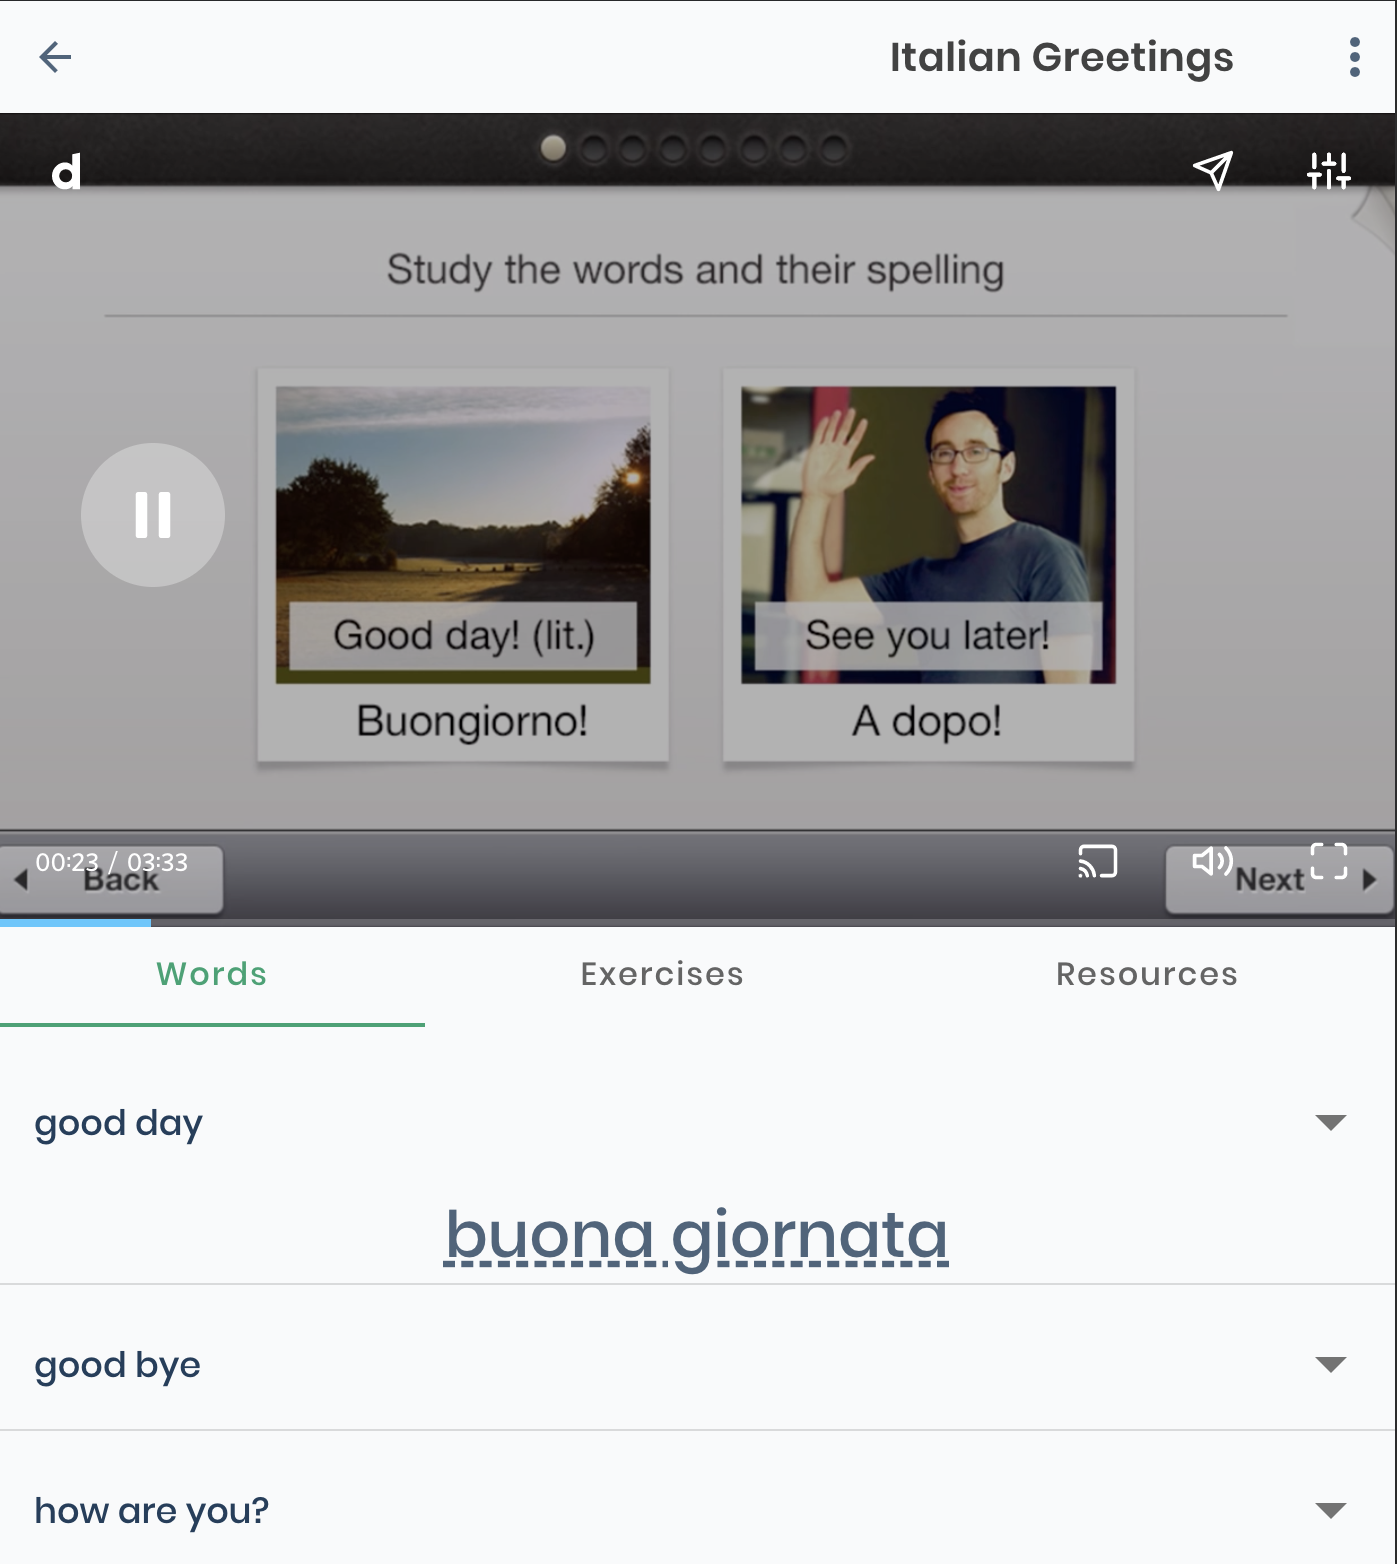 Italian Greetings
d
Study the words and their spelling
Good day! (lit.)
Buongiorno!
See you later!
A dopo!
00:23 / 03:33
Back
Next
Words
Exercises
Resources
good day
buona giornata
good bye
how are you?